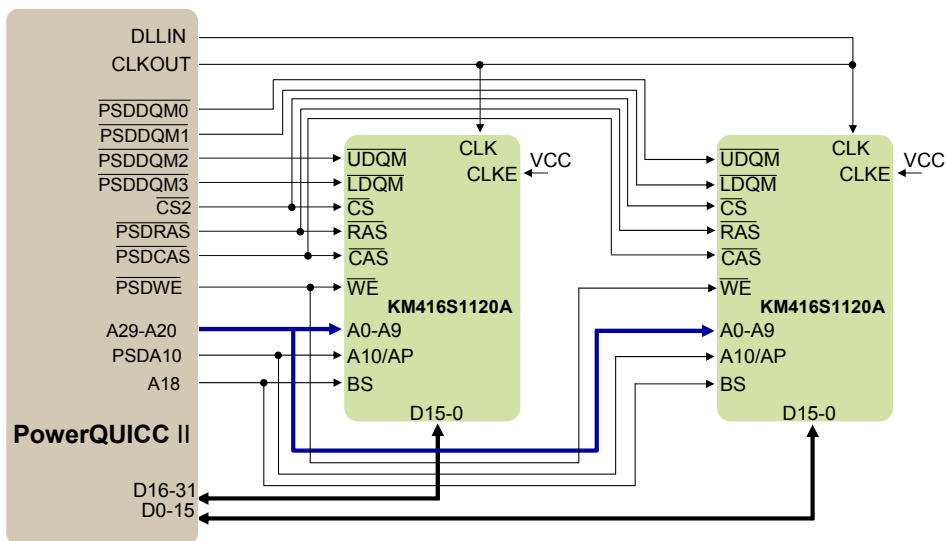 DLLIN
CLKOUT
PSDDQM0
PSDDQM1
PSDDQM2
PSDDQM3
CS2
PSDRAS
PSDCAS
PSDWE
A29-A20
PSDA10
A18
PowerQUICC II
D16-31
D0-15
CLK
CLKE
VCC
UDQM
LDQM
CS
RAS
CAS
WE
KM416S1120A
A0-A9
A10/AP
BS
D15-0
CLK
CLKE
VCC
UDQM
LDQM
CS
RAS
CAS
WE
KM416S1120A
A0-A9
A10/AP
BS
D15-0